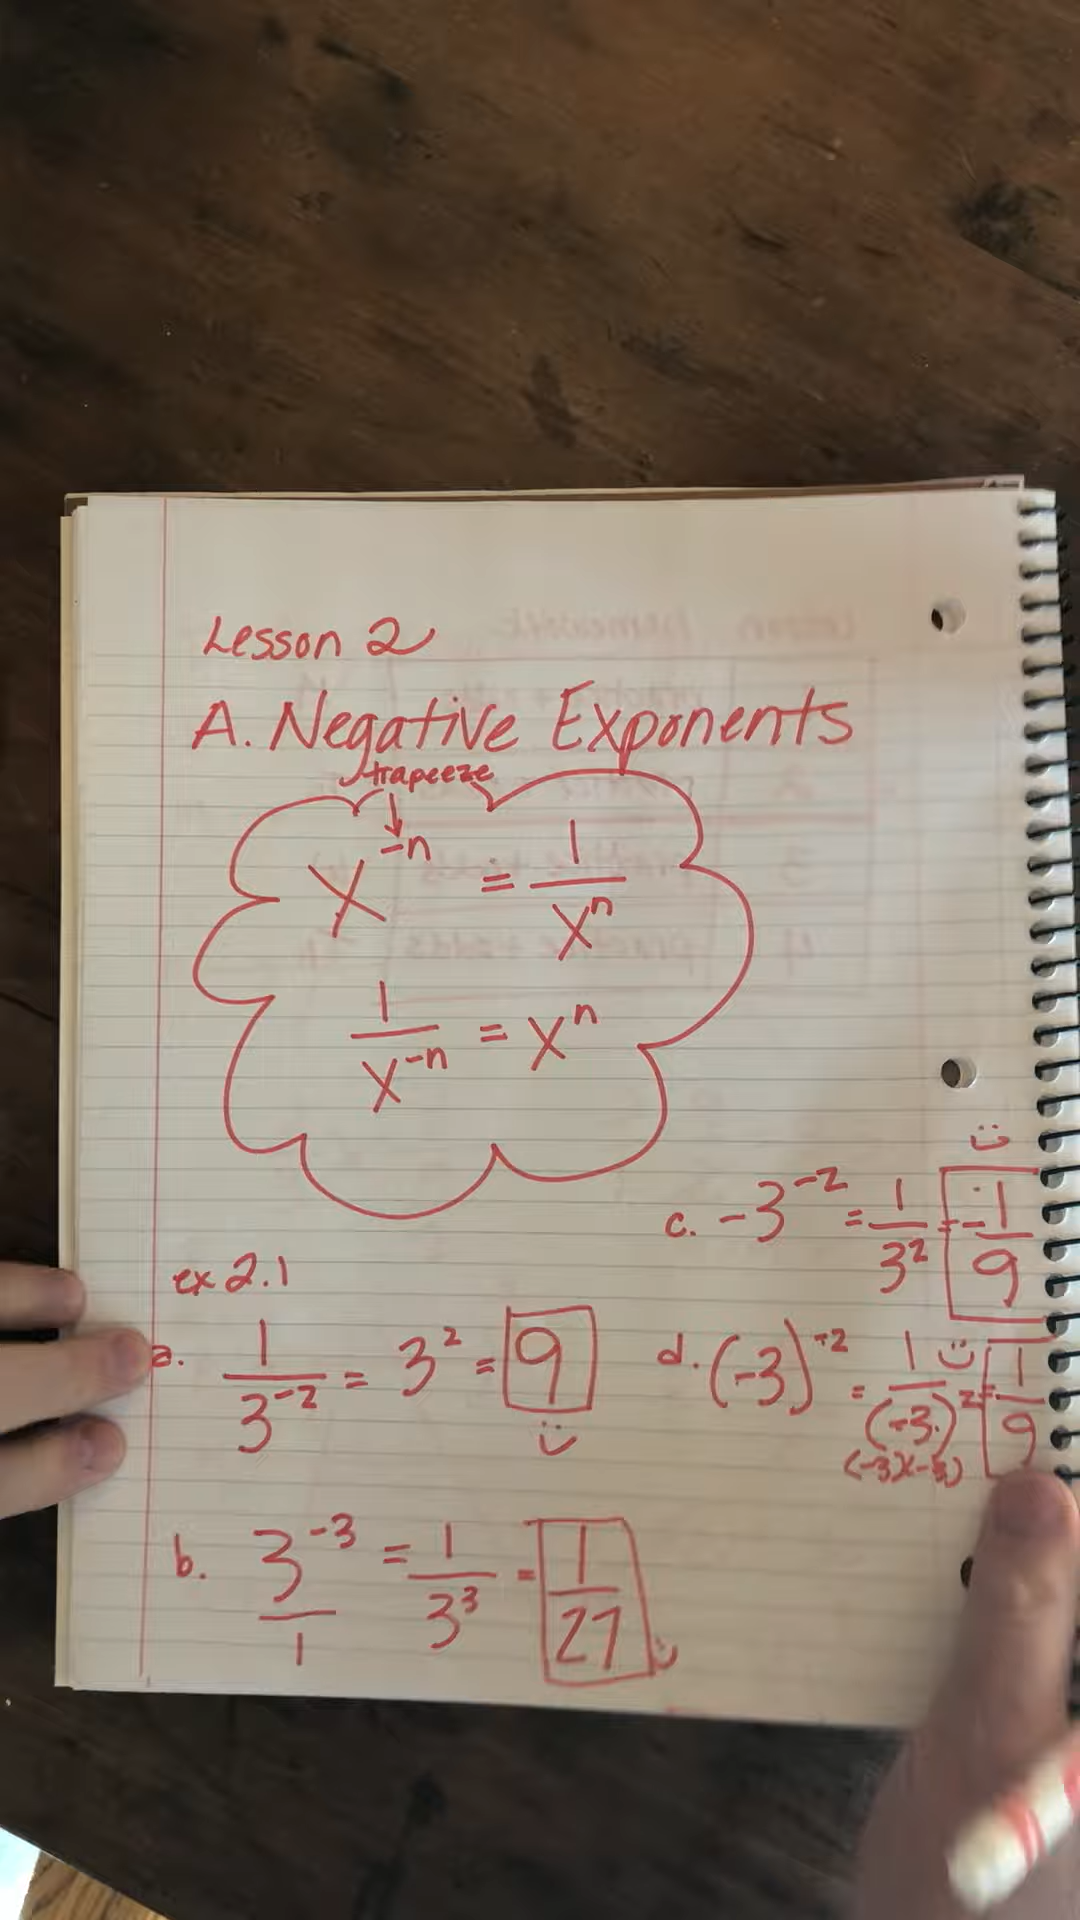 Lesson 2
A. Negative Exponents
trapeeze
x^-n = 1/x^n
1/x^-n = x^n
ex 2.1
a. 1/3^-2 = 3^2 = 9
b. 3^-3/1 = 1/3^3 = 1/27
c. -3^-2 = 1/3^2 = -1/9
d. (-3)^-2 = 1/(-3)^2 = 1/9
(-3)(-3)